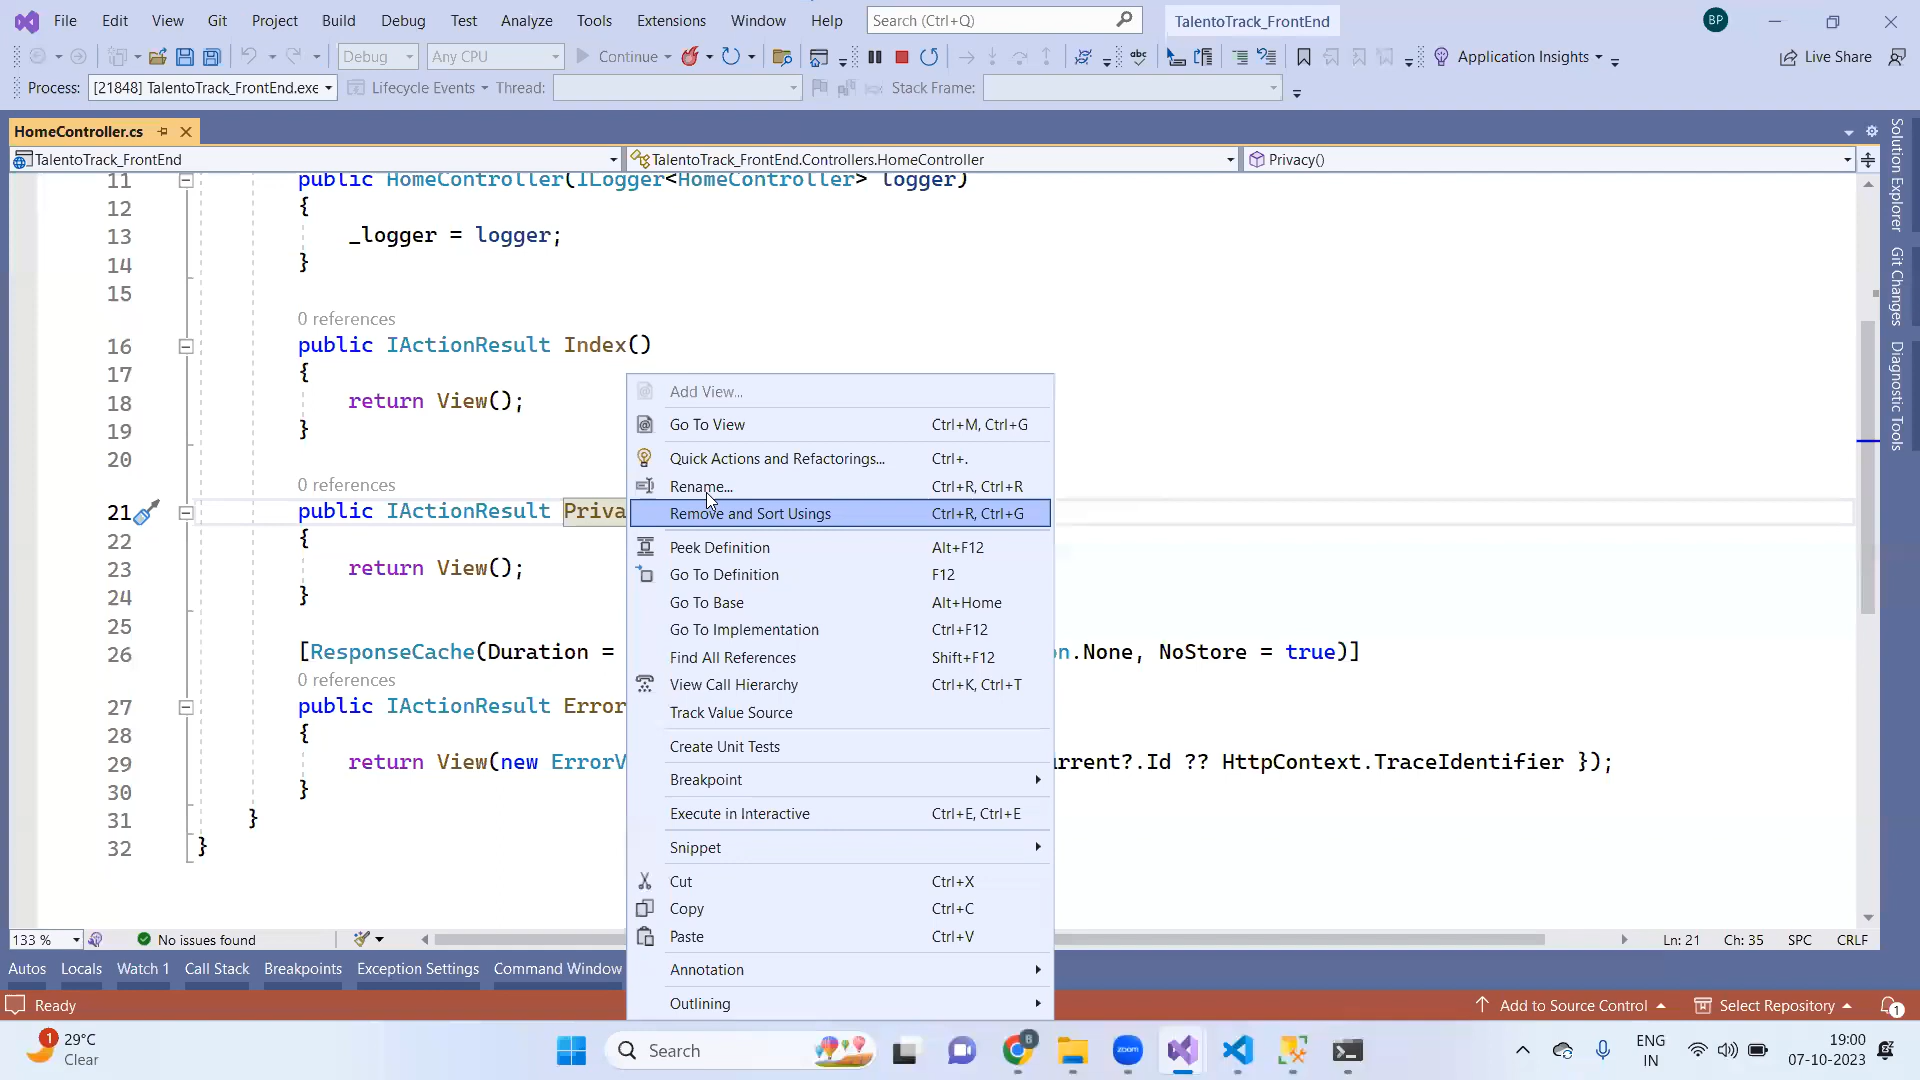 File Edit View Git Project Build Debug Test Analyze Tools Extensions Window Help Search (Ctrl+Q) TalentoTrack_FrontEnd BP
Debug Any CPU Continue Application Insights Live Share
Process: [21848] TalentoTrack_FrontEnd.exe Lifecycle Events Thread: Stack Frame:
HomeController.cs
TalentoTrack_FrontEnd TalentoTrack_FrontEnd.Controllers.HomeController Privacy()
11 public HomeController(ILogger<HomeController> logger)
12 {
13 _logger = logger;
14 }
15
0 references
16 public IActionResult Index()
17 {
18 return View();
19 }
20
0 references
21 public IActionResult Priva
22 {
23 return View();
24 }
25
26 [ResponseCache(Duration = n.None, NoStore = true)]
0 references
27 public IActionResult Error
28 {
29 return View(new ErrorV rrent?.Id ?? HttpContext.TraceIdentifier });
30 }
31 }
32 }
Add View...
Go To View Ctrl+M, Ctrl+G
Quick Actions and Refactorings... Ctrl+.
Rename... Ctrl+R, Ctrl+R
Remove and Sort Usings Ctrl+R, Ctrl+G
Peek Definition Alt+F12
Go To Definition F12
Go To Base Alt+Home
Go To Implementation Ctrl+F12
Find All References Shift+F12
View Call Hierarchy Ctrl+K, Ctrl+T
Track Value Source
Create Unit Tests
Breakpoint
Execute in Interactive Ctrl+E, Ctrl+E
Snippet
Cut Ctrl+X
Copy Ctrl+C
Paste Ctrl+V
Annotation
Outlining
Solution Explorer
Git Changes
Diagnostic Tools
133 % No issues found Ln: 21 Ch: 35 SPC CRLF
Autos Locals Watch 1 Call Stack Breakpoints Exception Settings Command Window
Ready Add to Source Control Select Repository 1
1 29°C
Clear
Search
zoom
B
ENG
IN
19:00
07-10-2023